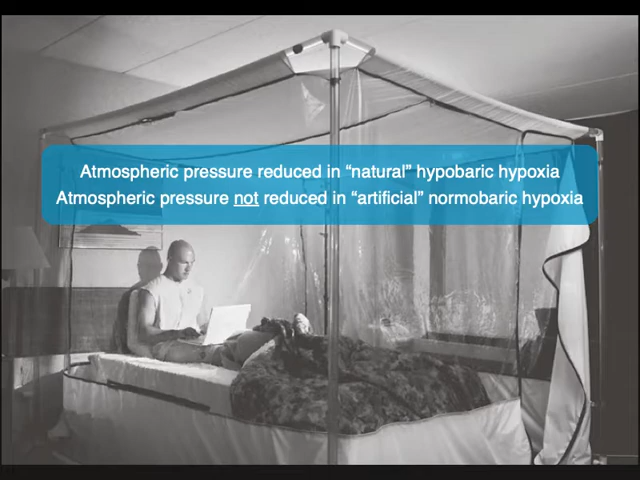 Atmospheric pressure reduced in “natural” hypobaric hypoxia
Atmospheric pressure not reduced in “artificial” normobaric hypoxia